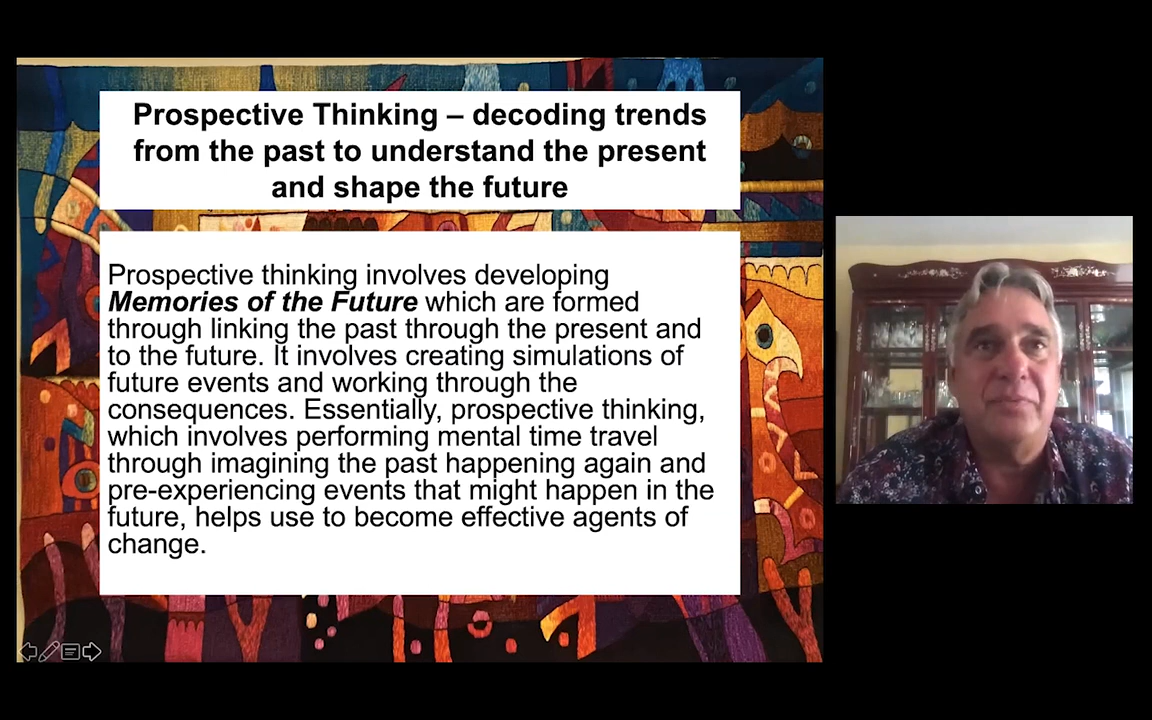 Prospective Thinking – decoding trends
from the past to understand the present
and shape the future
Prospective thinking involves developing
Memories of the Future which are formed
through linking the past through the present and
to the future. It involves creating simulations of
future events and working through the
consequences. Essentially, prospective thinking,
which involves performing mental time travel
through imagining the past happening again and
pre-experiencing events that might happen in the
future, helps use to become effective agents of
change.